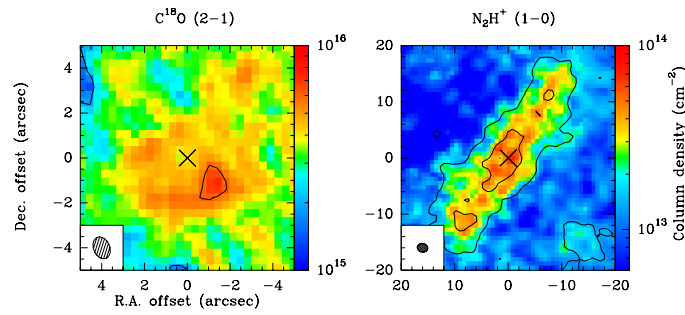 C¹⁸O (2-1)
N₂H⁺ (1-0)
Dec. offset (arcsec)
4
2
0
−2
−4
4 2 0 −2 −4
R.A. offset (arcsec)
10¹⁶
10¹⁵
20
10
0
−10
−20
20 10 0 −10 −20
10¹⁴
10¹³
Column density (cm⁻²)